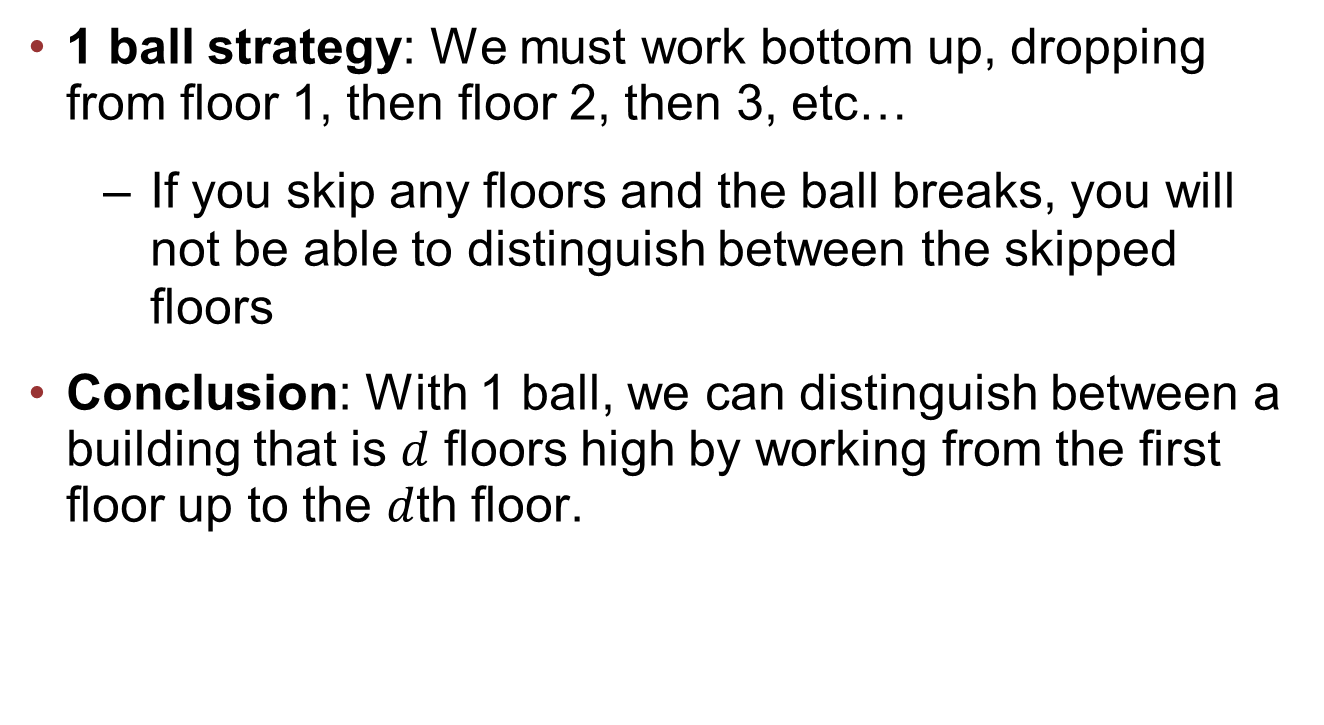 • 1 ball strategy: We must work bottom up, dropping
from floor 1, then floor 2, then 3, etc…
– If you skip any floors and the ball breaks, you will
not be able to distinguish between the skipped
floors
• Conclusion: With 1 ball, we can distinguish between a
building that is 𝑑 floors high by working from the first
floor up to the 𝑑th floor.